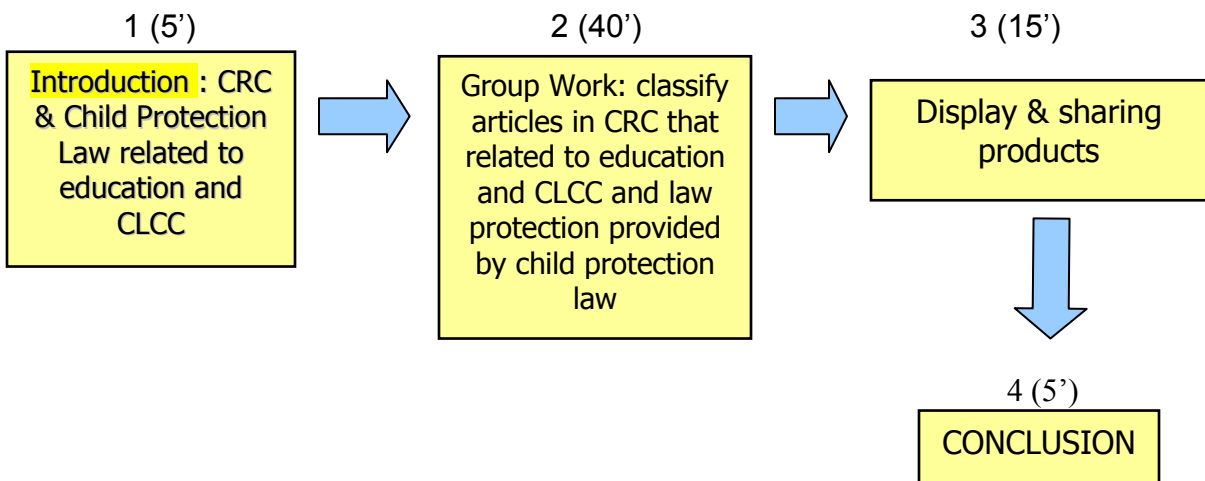 1 (5’)
Introduction : CRC
& Child Protection
Law related to
education and
CLCC
2 (40’)
Group Work: classify
articles in CRC that
related to education
and CLCC and law
protection provided
by child protection
law
3 (15’)
Display & sharing
products
4 (5’)
CONCLUSION